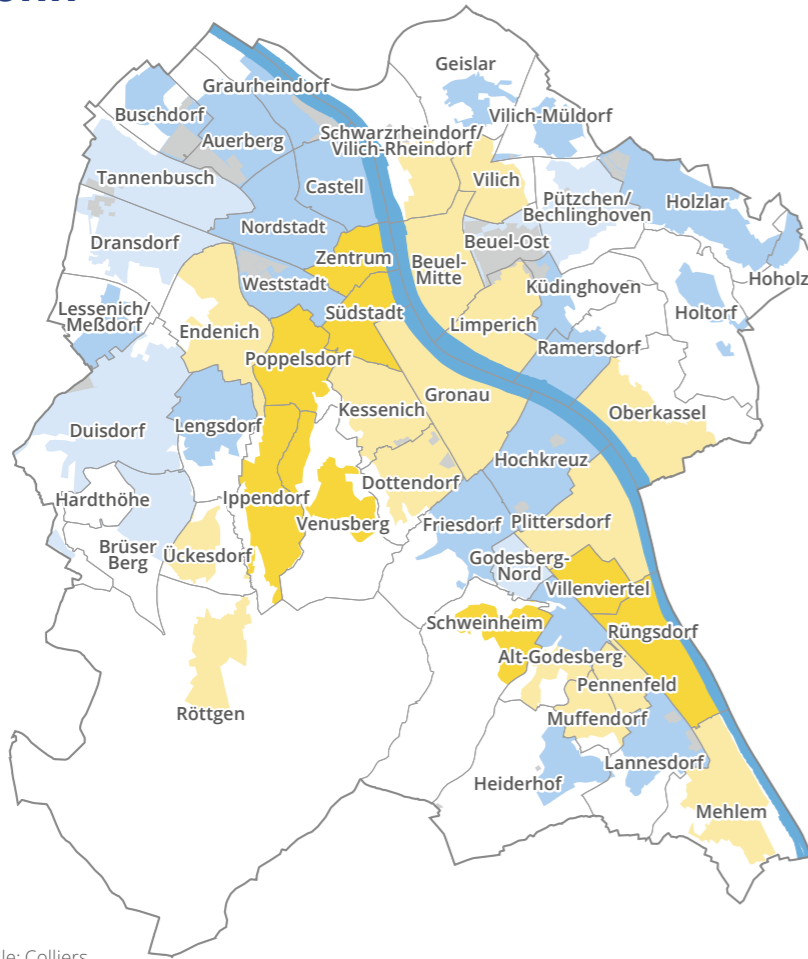 Geislar
Graurheindorf
Buschdorf
Vilich-Müldorf
Auerberg
Schwarzrheindorf/
Vilich-Rheindorf
Tannenbusch
Castell
Vilich
Pützchen/
Bechlinghoven
Holzlar
Nordstadt
Dransdorf
Beuel-Ost
Zentrum
Beuel-
Mitte
Hoholz
Weststadt
Küdinghoven
Lessenich/
Meßdorf
Südstadt
Holtorf
Endenich
Limperich
Ramersdorf
Poppelsdorf
Gronau
Kessenich
Oberkassel
Duisdorf
Lengsdorf
Hochkreuz
Dottendorf
Hardthöhe
Ippendorf
Venusberg
Friesdorf
Plittersdorf
Brüser
Berg
Ückesdorf
Godesberg-
Nord
Villenviertel
Schweinheim
Rüngsdorf
Alt-Godesberg
Pennenfeld
Röttgen
Muffendorf
Lannesdorf
Heiderhof
Mehlem
le: Colliers